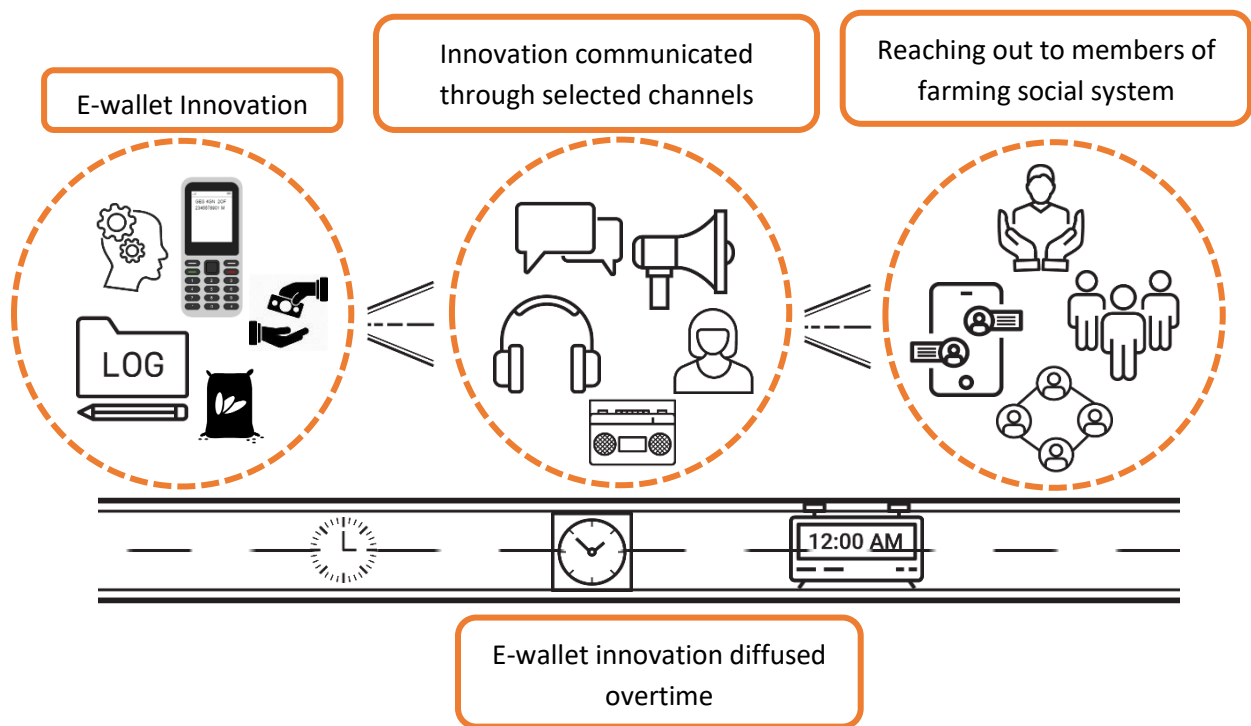 E-wallet Innovation
Innovation communicated
through selected channels
Reaching out to members of
farming social system
LOG
12:00 AM
E-wallet innovation diffused
overtime